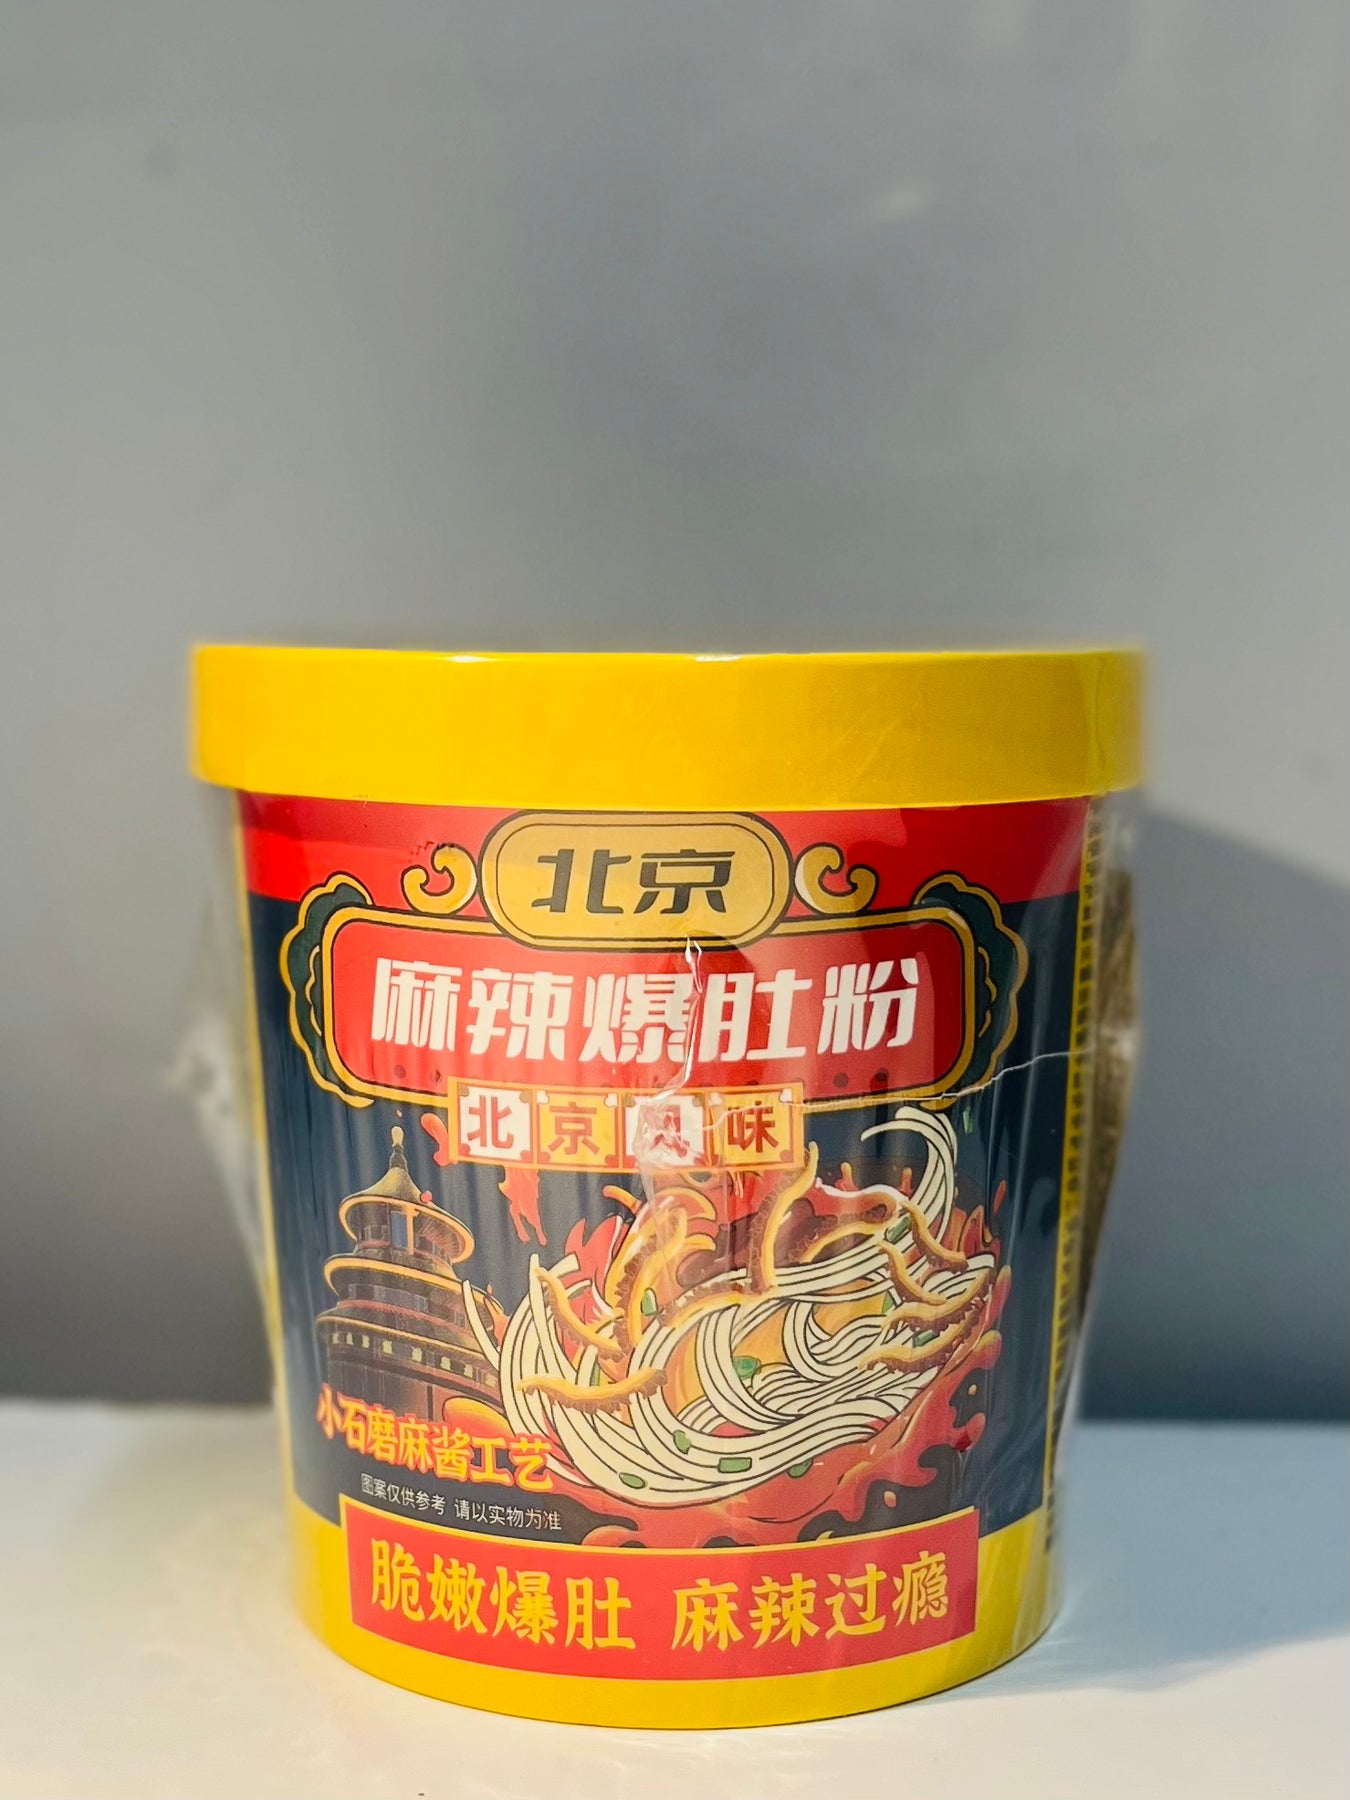 北京
麻辣爆肚粉
北京风味
小石磨麻酱工艺
图案仅供参考 请以实物为准
脆嫩爆肚 麻辣过瘾